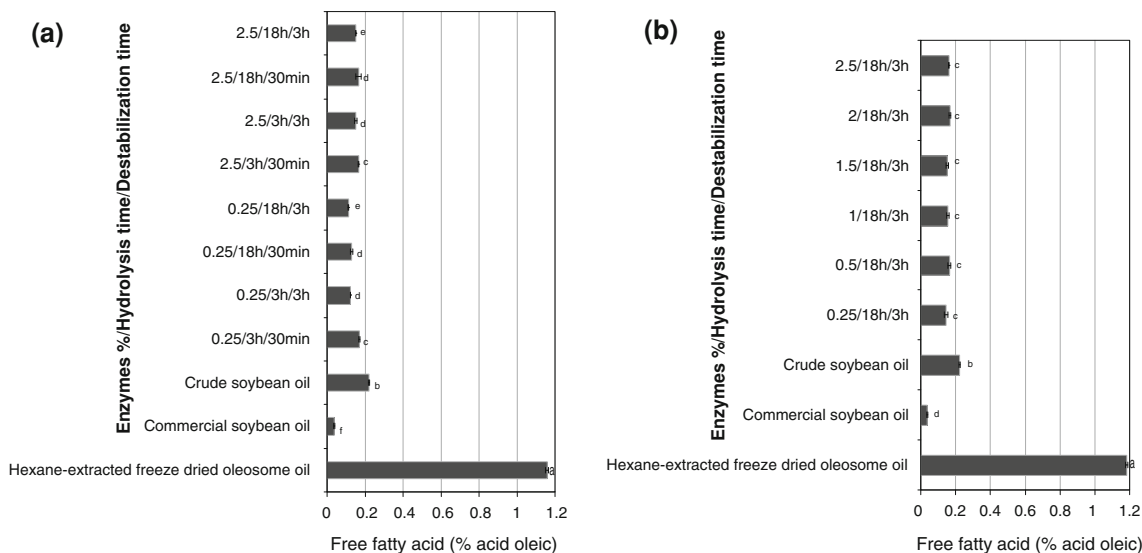 (a)
Enzymes %/Hydrolysis time/Destabilization time
2.5/18h/3h
e
2.5/18h/30min
d
2.5/3h/3h
d
2.5/3h/30min
c
0.25/18h/3h
e
0.25/18h/30min
d
0.25/3h/3h
d
0.25/3h/30min
c
Crude soybean oil
b
Commercial soybean oil
f
Hexane-extracted freeze dried oleosome oil
a
0 0.2 0.4 0.6 0.8 1 1.2
Free fatty acid (% acid oleic)
(b)
Enzymes %/Hydrolysis time/Destabilization time
2.5/18h/3h
c
2/18h/3h
c
1.5/18h/3h
c
1/18h/3h
c
0.5/18h/3h
c
0.25/18h/3h
c
Crude soybean oil
b
Commercial soybean oil
d
Hexane-extracted freeze dried oleosome oil
a
0 0.2 0.4 0.6 0.8 1 1.2
Free fatty acid (% acid oleic)